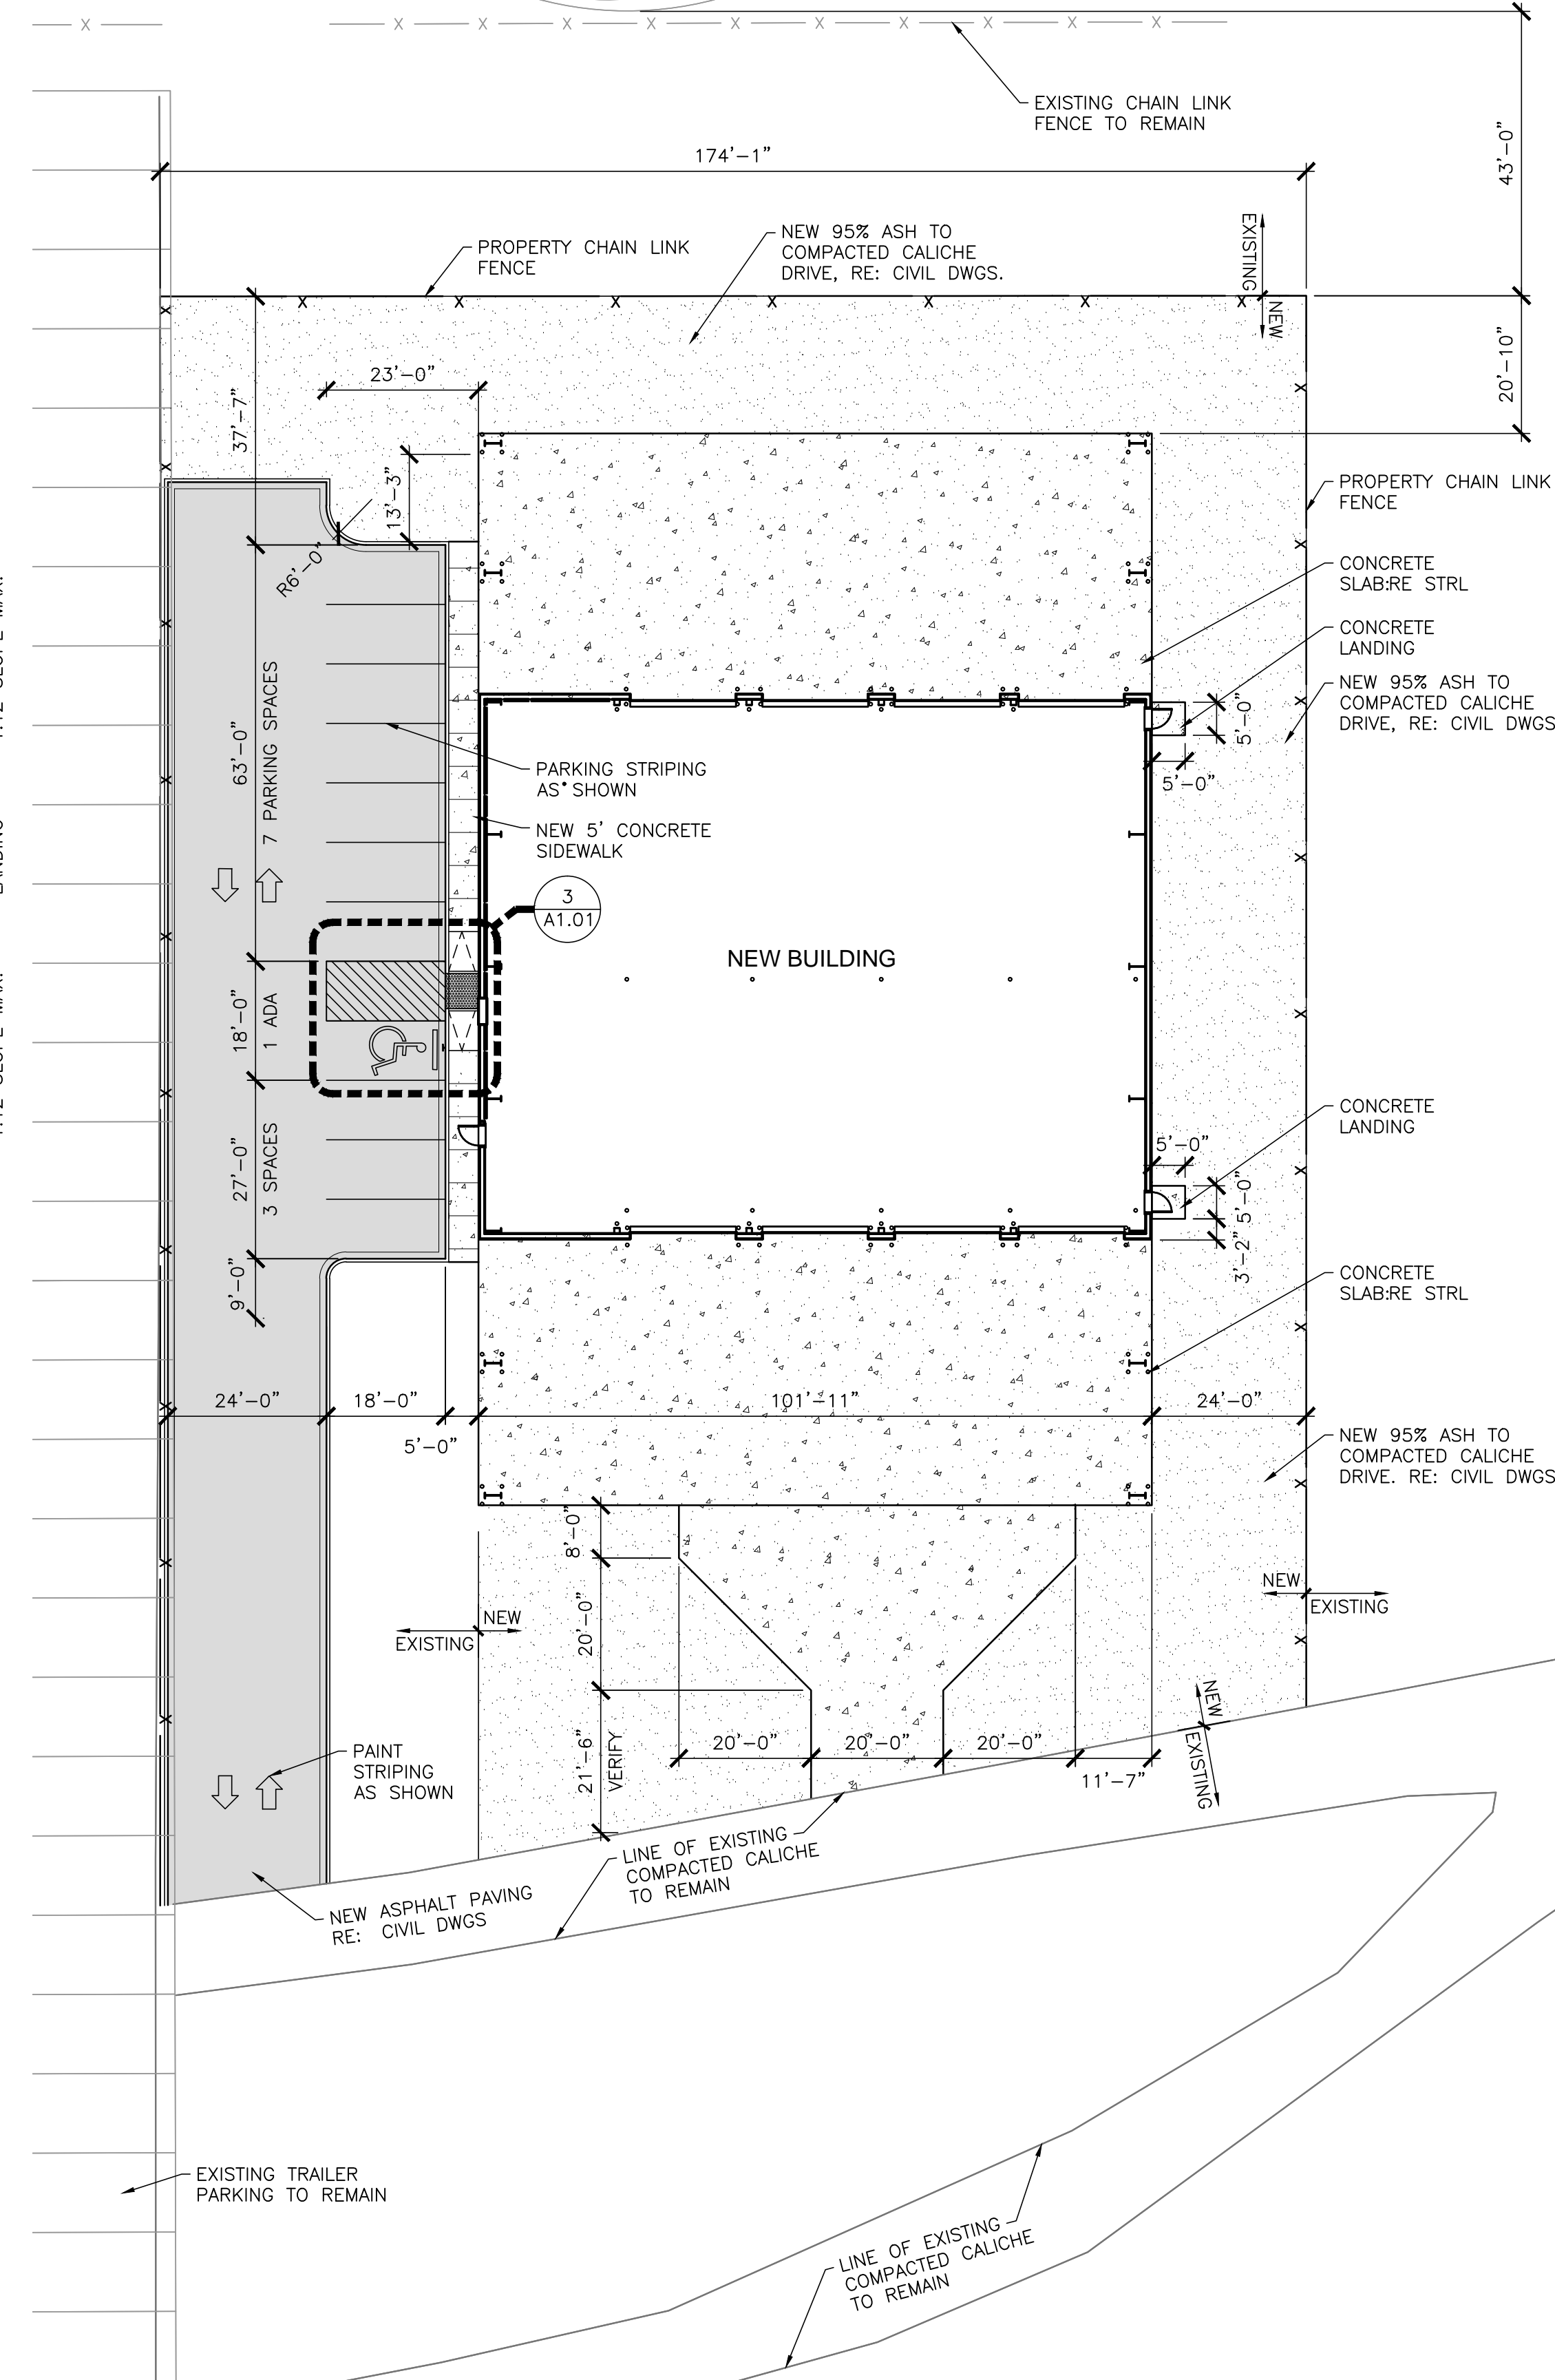 EXISTING CHAIN LINK
FENCE TO REMAIN
43'-0"
174'-1"
PROPERTY CHAIN LINK
FENCE
NEW 95% ASH TO
COMPACTED CALICHE
DRIVE, RE: CIVIL DWGS.
EXISTING
NEW
20'-10"
37'-7"
23'-0"
13'-3"
R6'-0"
PROPERTY CHAIN LINK
FENCE
CONCRETE
SLAB:RE STRL
CONCRETE
LANDING
NEW 95% ASH TO
COMPACTED CALICHE
DRIVE, RE: CIVIL DWGS
5'-0"
5'-0"
63'-0"
7 PARKING SPACES
PARKING STRIPING
AS SHOWN
NEW 5' CONCRETE
SIDEWALK
3
A1.01
NEW BUILDING
18'-0"
1 ADA
27'-0"
3 SPACES
9'-0"
CONCRETE
LANDING
5'-0"
5'-0"
3'-2"
CONCRETE
SLAB:RE STRL
24'-0"
18'-0"
5'-0"
101'-11"
24'-0"
NEW 95% ASH TO
COMPACTED CALICHE
DRIVE. RE: CIVIL DWGS
8'-0"
20'-0"
21'-6"
VERIFY
NEW
EXISTING
NEW
EXISTING
NEW
EXISTING
20'-0"
20'-0"
20'-0"
11'-7"
PAINT
STRIPING
AS SHOWN
LINE OF EXISTING
COMPACTED CALICHE
TO REMAIN
NEW ASPHALT PAVING
RE: CIVIL DWGS
EXISTING TRAILER
PARKING TO REMAIN
LINE OF EXISTING
COMPACTED CALICHE
TO REMAIN